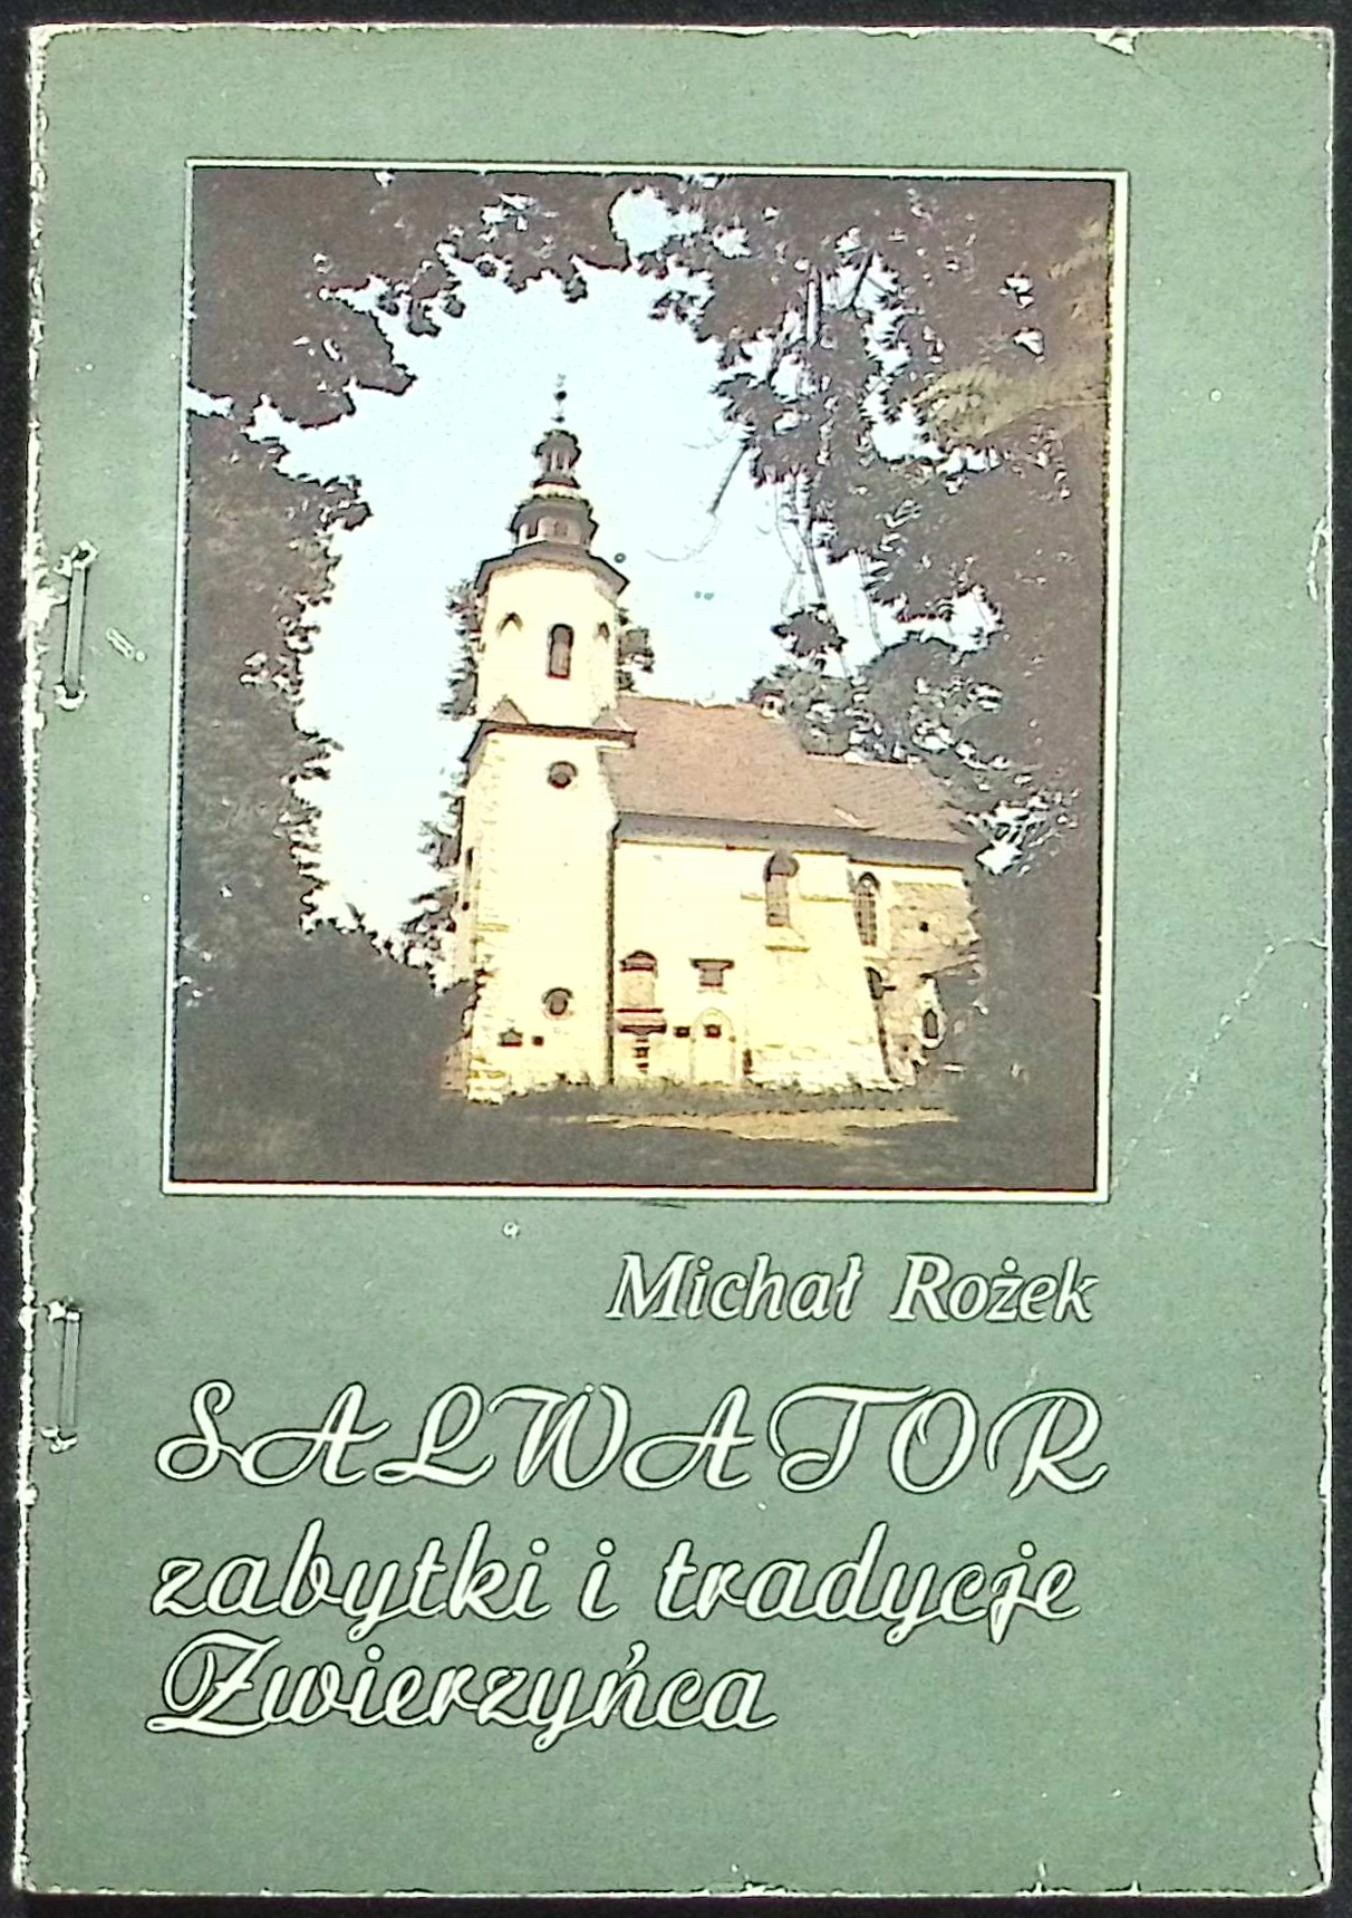 Michał Rożek
SALWATOR
zabytki i tradycje
Zwierzyńca